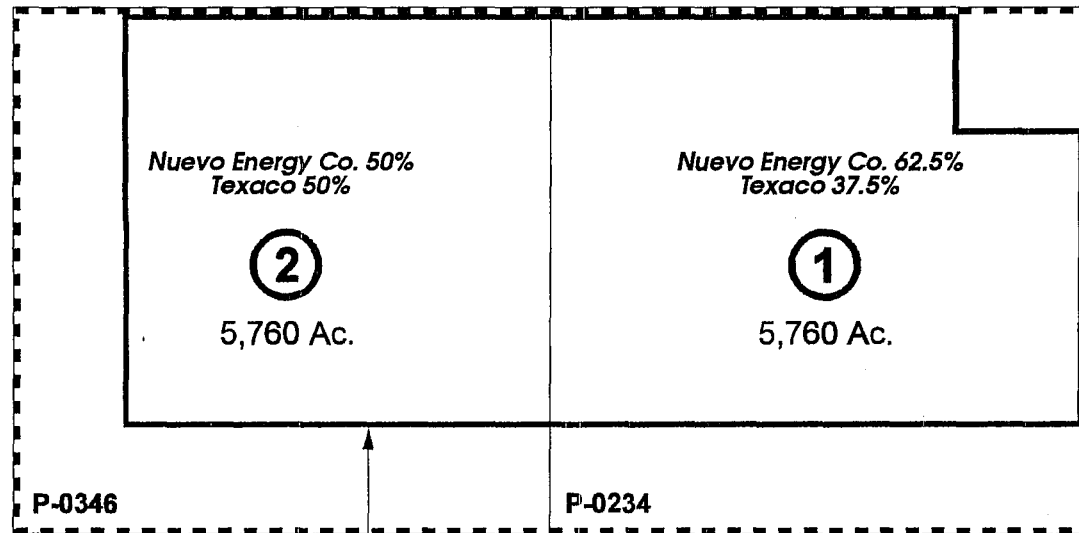 Nuevo Energy Co. 50%
Texaco 50%
2
5,760 Ac.
Nuevo Energy Co. 62.5%
Texaco 37.5%
1
5,760 Ac.
P-0346
P-0234